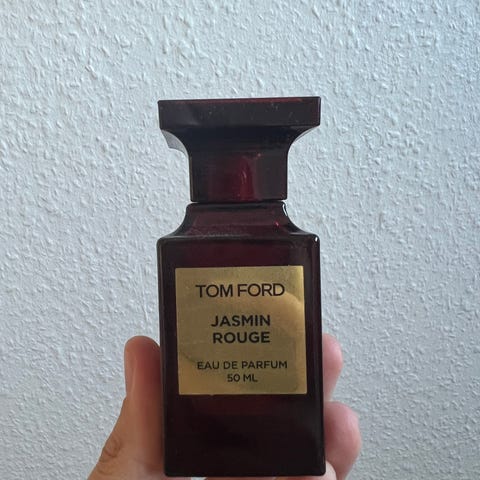 TOM FORD
JASMIN
ROUGE
EAU DE PARFUM
50 ML